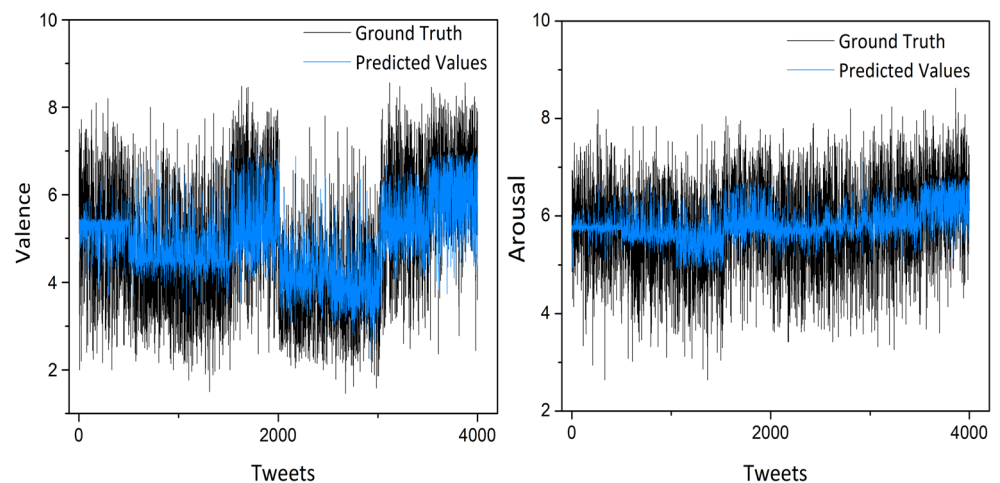 10
Ground Truth
Predicted Values
8
6
4
2
Valence
0
2000
4000
Tweets
10
Ground Truth
Predicted Values
8
6
4
2
Arousal
0
2000
4000
Tweets